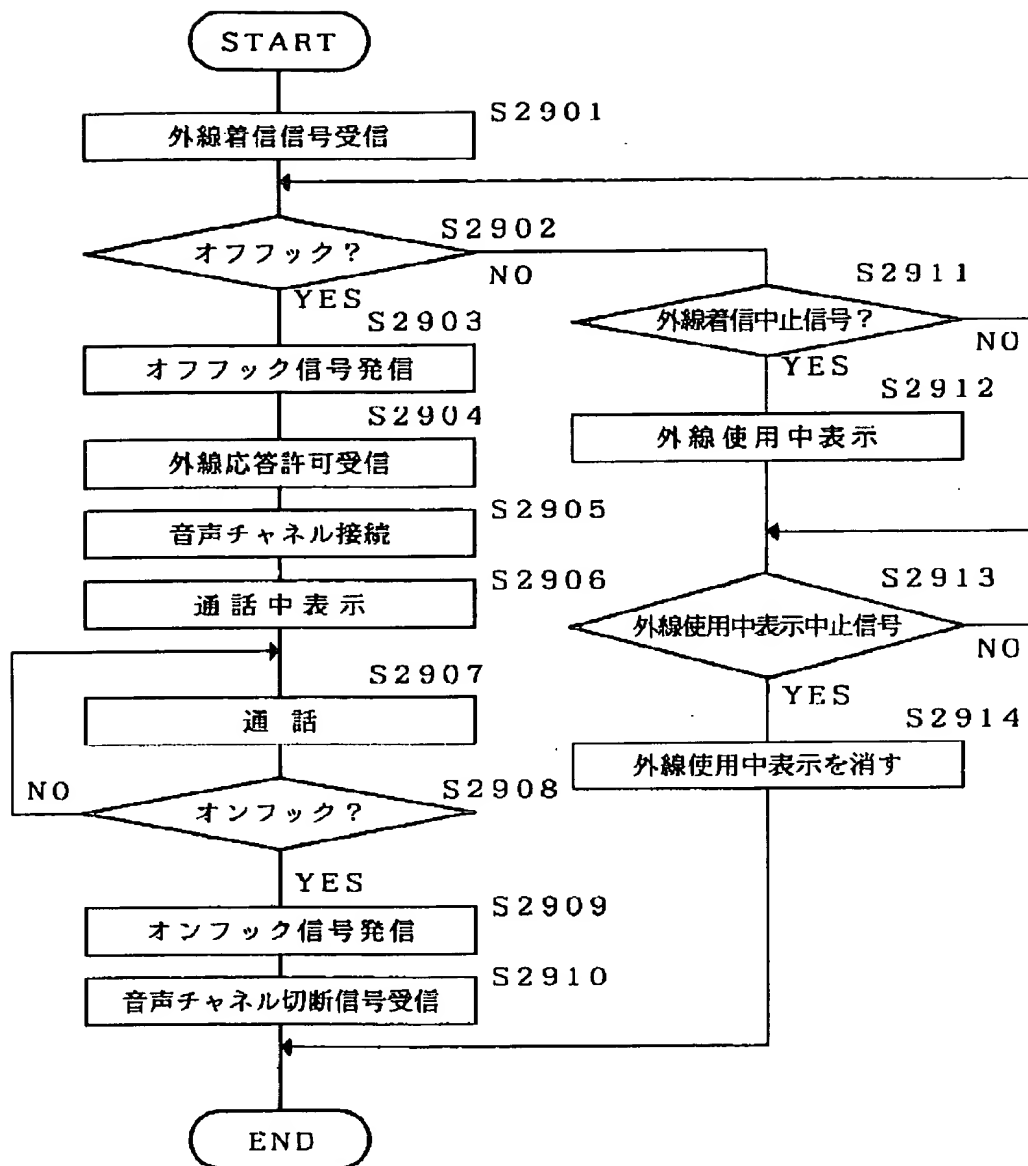 START
S2901
外線着信信号受信
S2902
オフフック?
NO
YES
S2903
オフフック信号発信
S2904
外線応答許可受信
S2905
音声チャネル接続
S2906
通話中表示
S2907
通話
NO
S2908
オンフック?
YES
S2909
オンフック信号発信
S2910
音声チャネル切断信号受信
END
S2911
外線着信中止信号?
NO
YES
S2912
外線使用中表示
S2913
外線使用中表示中止信号
NO
YES
S2914
外線使用中表示を消す